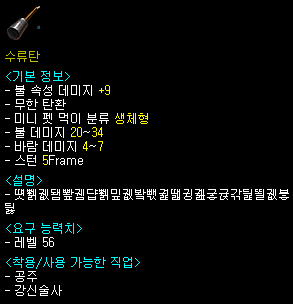 수류탄
<기본 정보>
- 불 속성 데미지 +9
- 무한 탄환
- 미니 펫 먹이 분류 생체형
- 불 데미지 20~34
- 바람 데미지 4~7
- 스턴 5Frame
<설명>
<요구 능력치>
- 레벨 56
<착용/사용 가능한 직업>
- 공주
- 강신술사